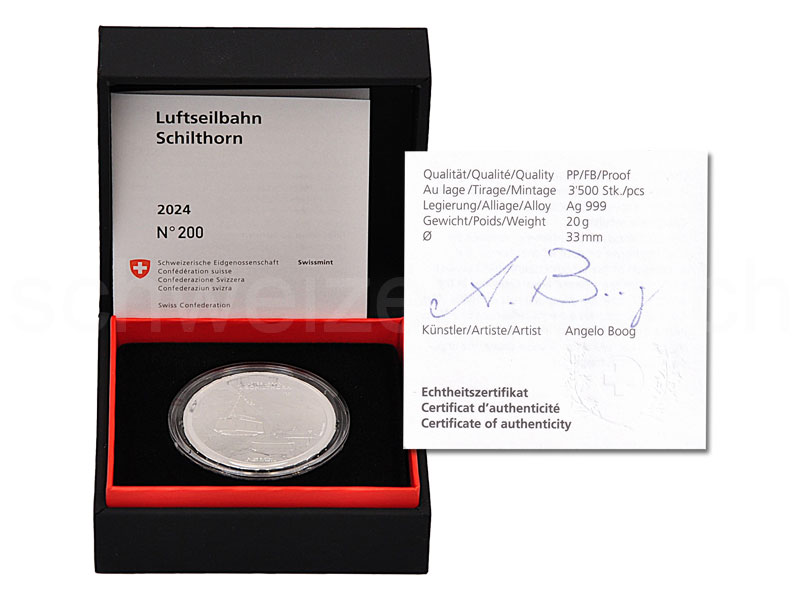 Luftseilbahn
Schilthorn
2024
N° 200
Schweizerische Eidgenossenschaft
Confédération suisse
Confederazione Svizzera
Confederaziun svizra
Swiss Confederation
Swissmint
Qualität/Qualité/Quality PP/FB/Proof
Au lage/Tirage/Mintage 3'500 Stk./pcs
Legierung/Alliage/Alloy Ag 999
Gewicht/Poids/Weight 20 g
Ø 33 mm
A. Boog
Künstler/Artiste/Artist Angelo Boog
Echtheitszertifikat
Certificat d'authenticité
Certificate of authenticity